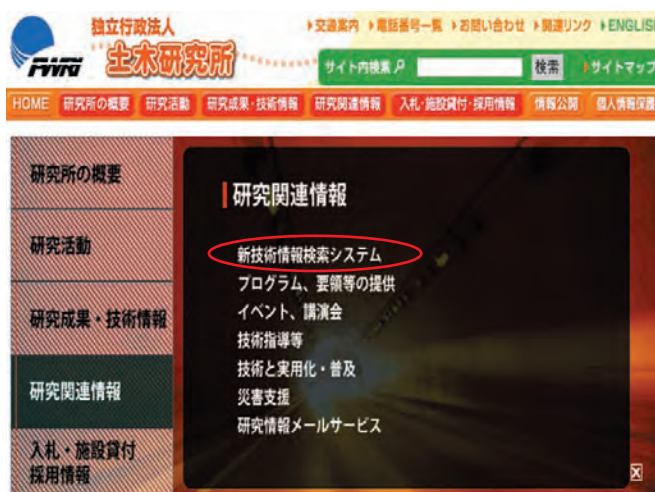 独立行政法人
土木研究所
PWRI
交通案内 電話番号一覧 お問い合わせ 関連リンク ENGLIS
サイト内検索 検索 サイトマップ
HOME 研究所の概要 研究活動 研究成果・技術情報 研究関連情報 入札・施設貸付・採用情報 情報公開 個人情報保護
研究所の概要
研究活動
研究成果・技術情報
研究関連情報
入札・施設貸付
採用情報
研究関連情報
新技術情報検索システム
プログラム、要領等の提供
イベント、講演会
技術指導等
技術と実用化・普及
災害支援
研究情報メールサービス
X